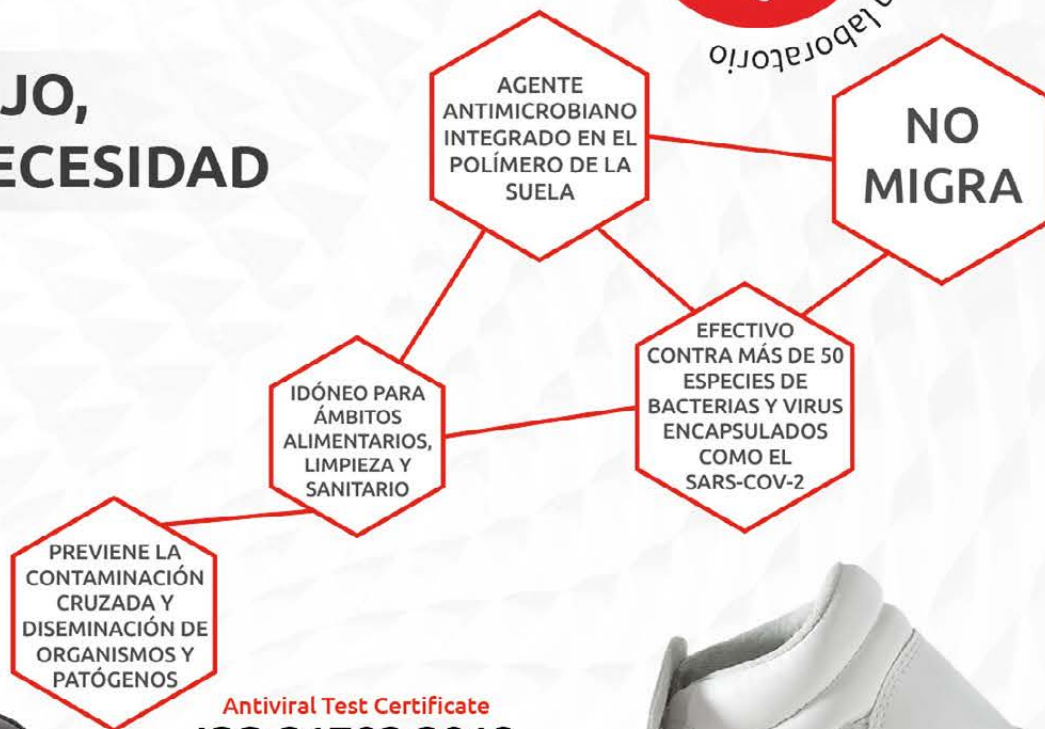 laboratorio
JO,
ECESIDAD
AGENTE
ANTIMICROBIANO
INTEGRADO EN EL
POLÍMERO DE LA
SUELA
NO
MIGRA
EFECTIVO
CONTRA MÁS DE 50
ESPECIES DE
BACTERIAS Y VIRUS
ENCAPSULADOS
COMO EL
SARS-COV-2
IDÓNEO PARA
ÁMBITOS
ALIMENTARIOS,
LIMPIEZA Y
SANITARIO
PREVIENE LA
CONTAMINACIÓN
CRUZADA Y
DISEMINACIÓN DE
ORGANISMOS Y
PATÓGENOS
Antiviral Test Certificate